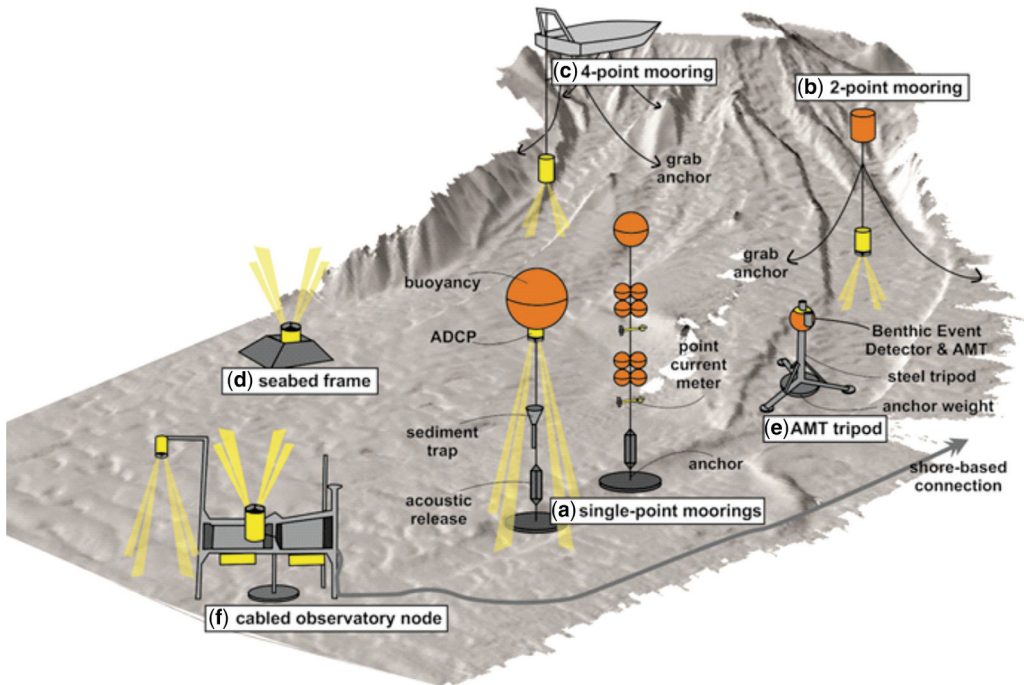 (c) 4-point mooring
(b) 2-point mooring
grab
anchor
grab
anchor
buoyancy
ADCP
point
current
meter
Benthic Event
Detector & AMT
steel tripod
anchor weight
(d) seabed frame
(e) AMT tripod
sediment
trap
anchor
shore-based
connection
acoustic
release
(a) single-point moorings
(f) cabled observatory node